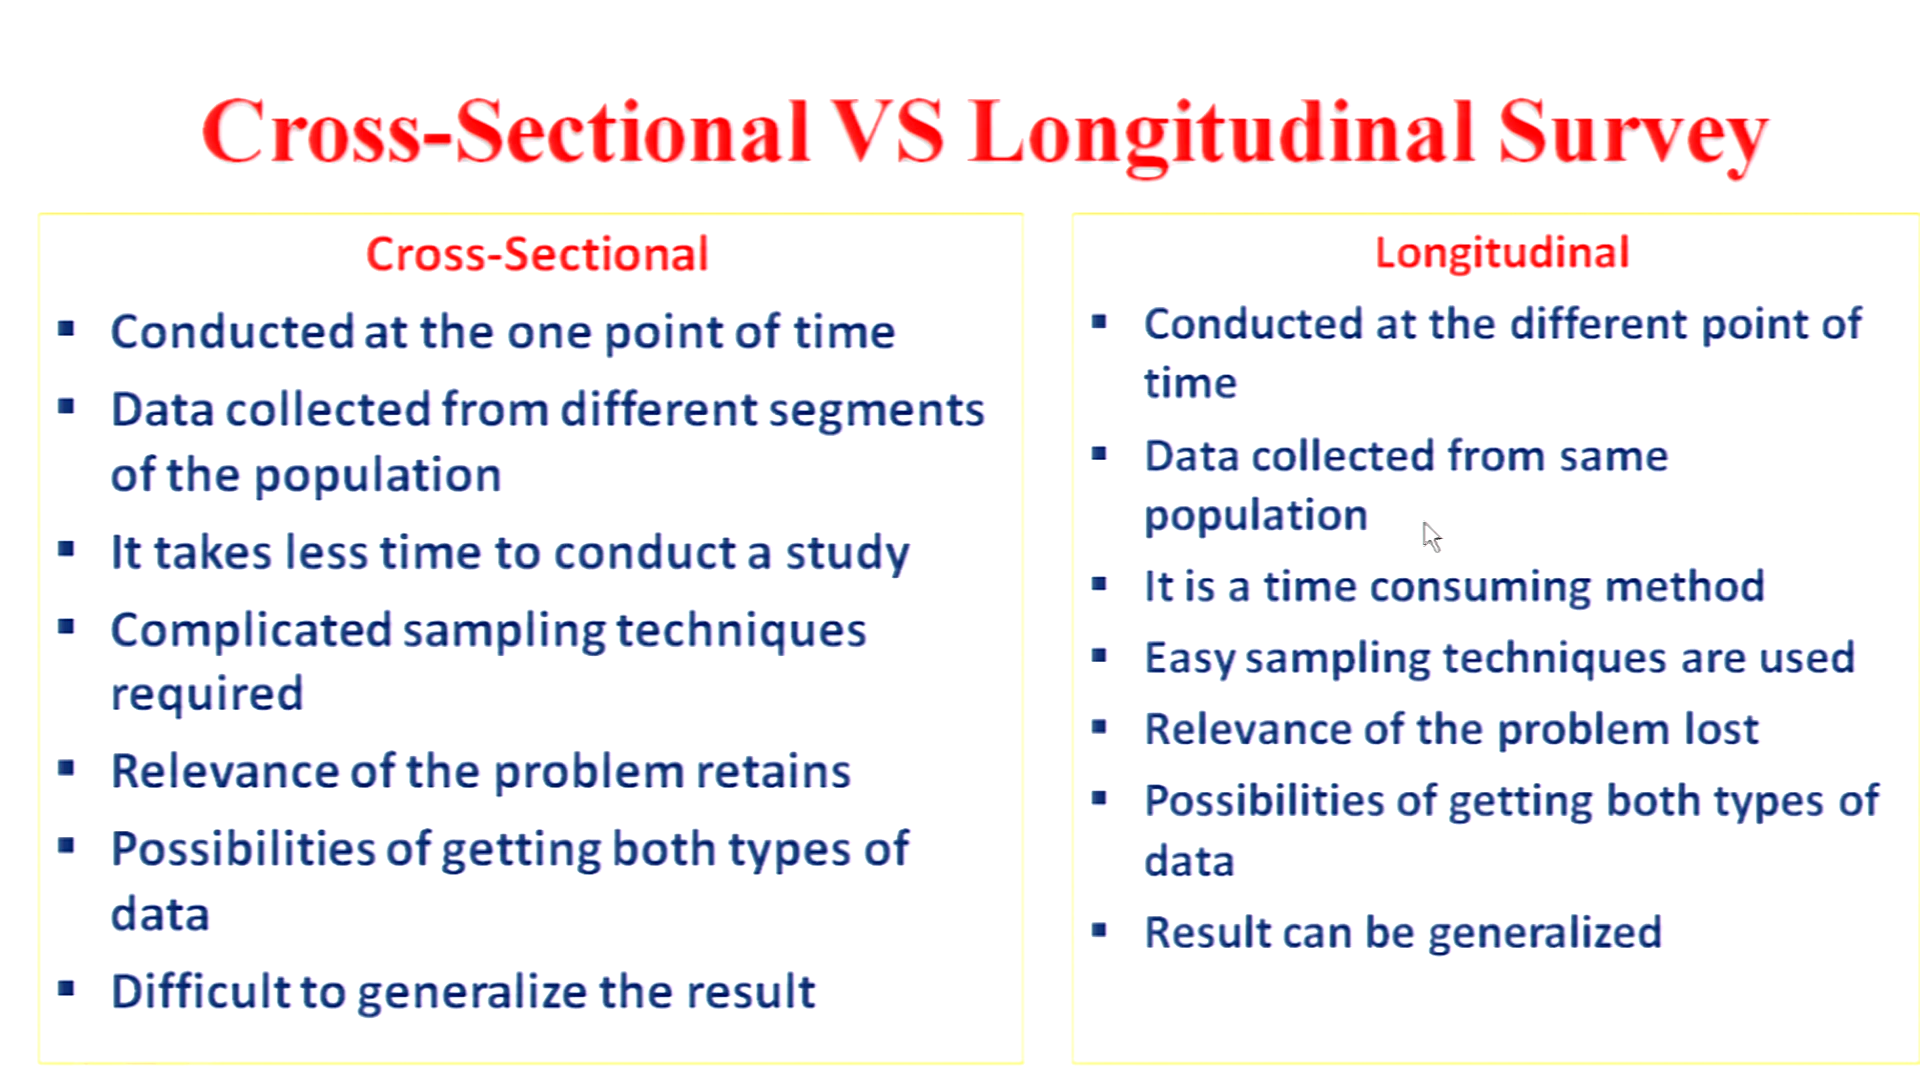 Cross-Sectional VS Longitudinal Survey
Cross-Sectional
▪ Conducted at the one point of time
▪ Data collected from different segments
of the population
▪ It takes less time to conduct a study
▪ Complicated sampling techniques
required
▪ Relevance of the problem retains
▪ Possibilities of getting both types of
data
▪ Difficult to generalize the result
Longitudinal
▪ Conducted at the different point of
time
▪ Data collected from same
population
▪ It is a time consuming method
▪ Easy sampling techniques are used
▪ Relevance of the problem lost
▪ Possibilities of getting both types of
data
▪ Result can be generalized